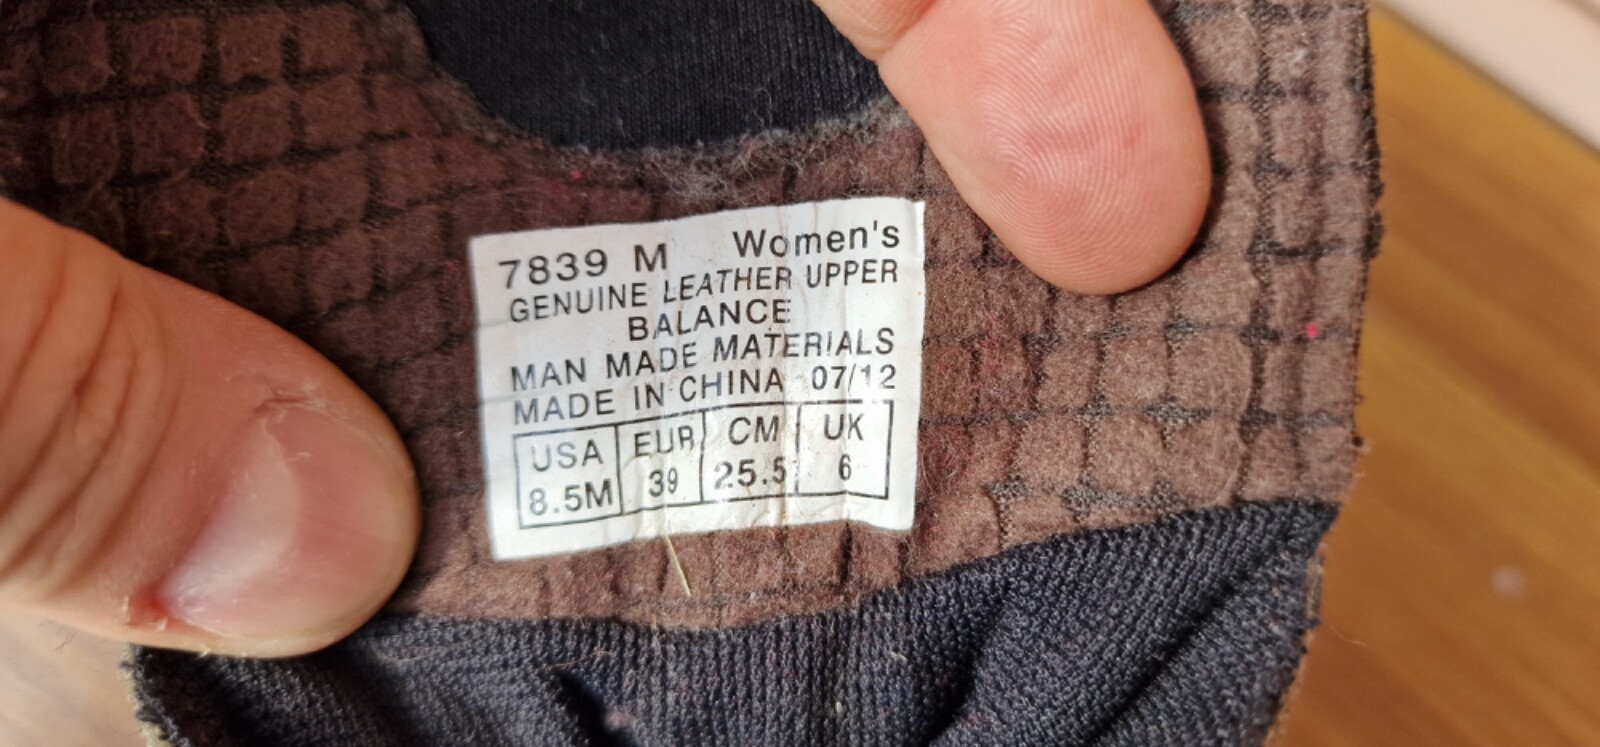 7839 M Women's
GENUINE LEATHER UPPER
BALANCE
MAN MADE MATERIALS
MADE IN CHINA 07/12
USA EUR CM UK
8.5M 39 25.5 6